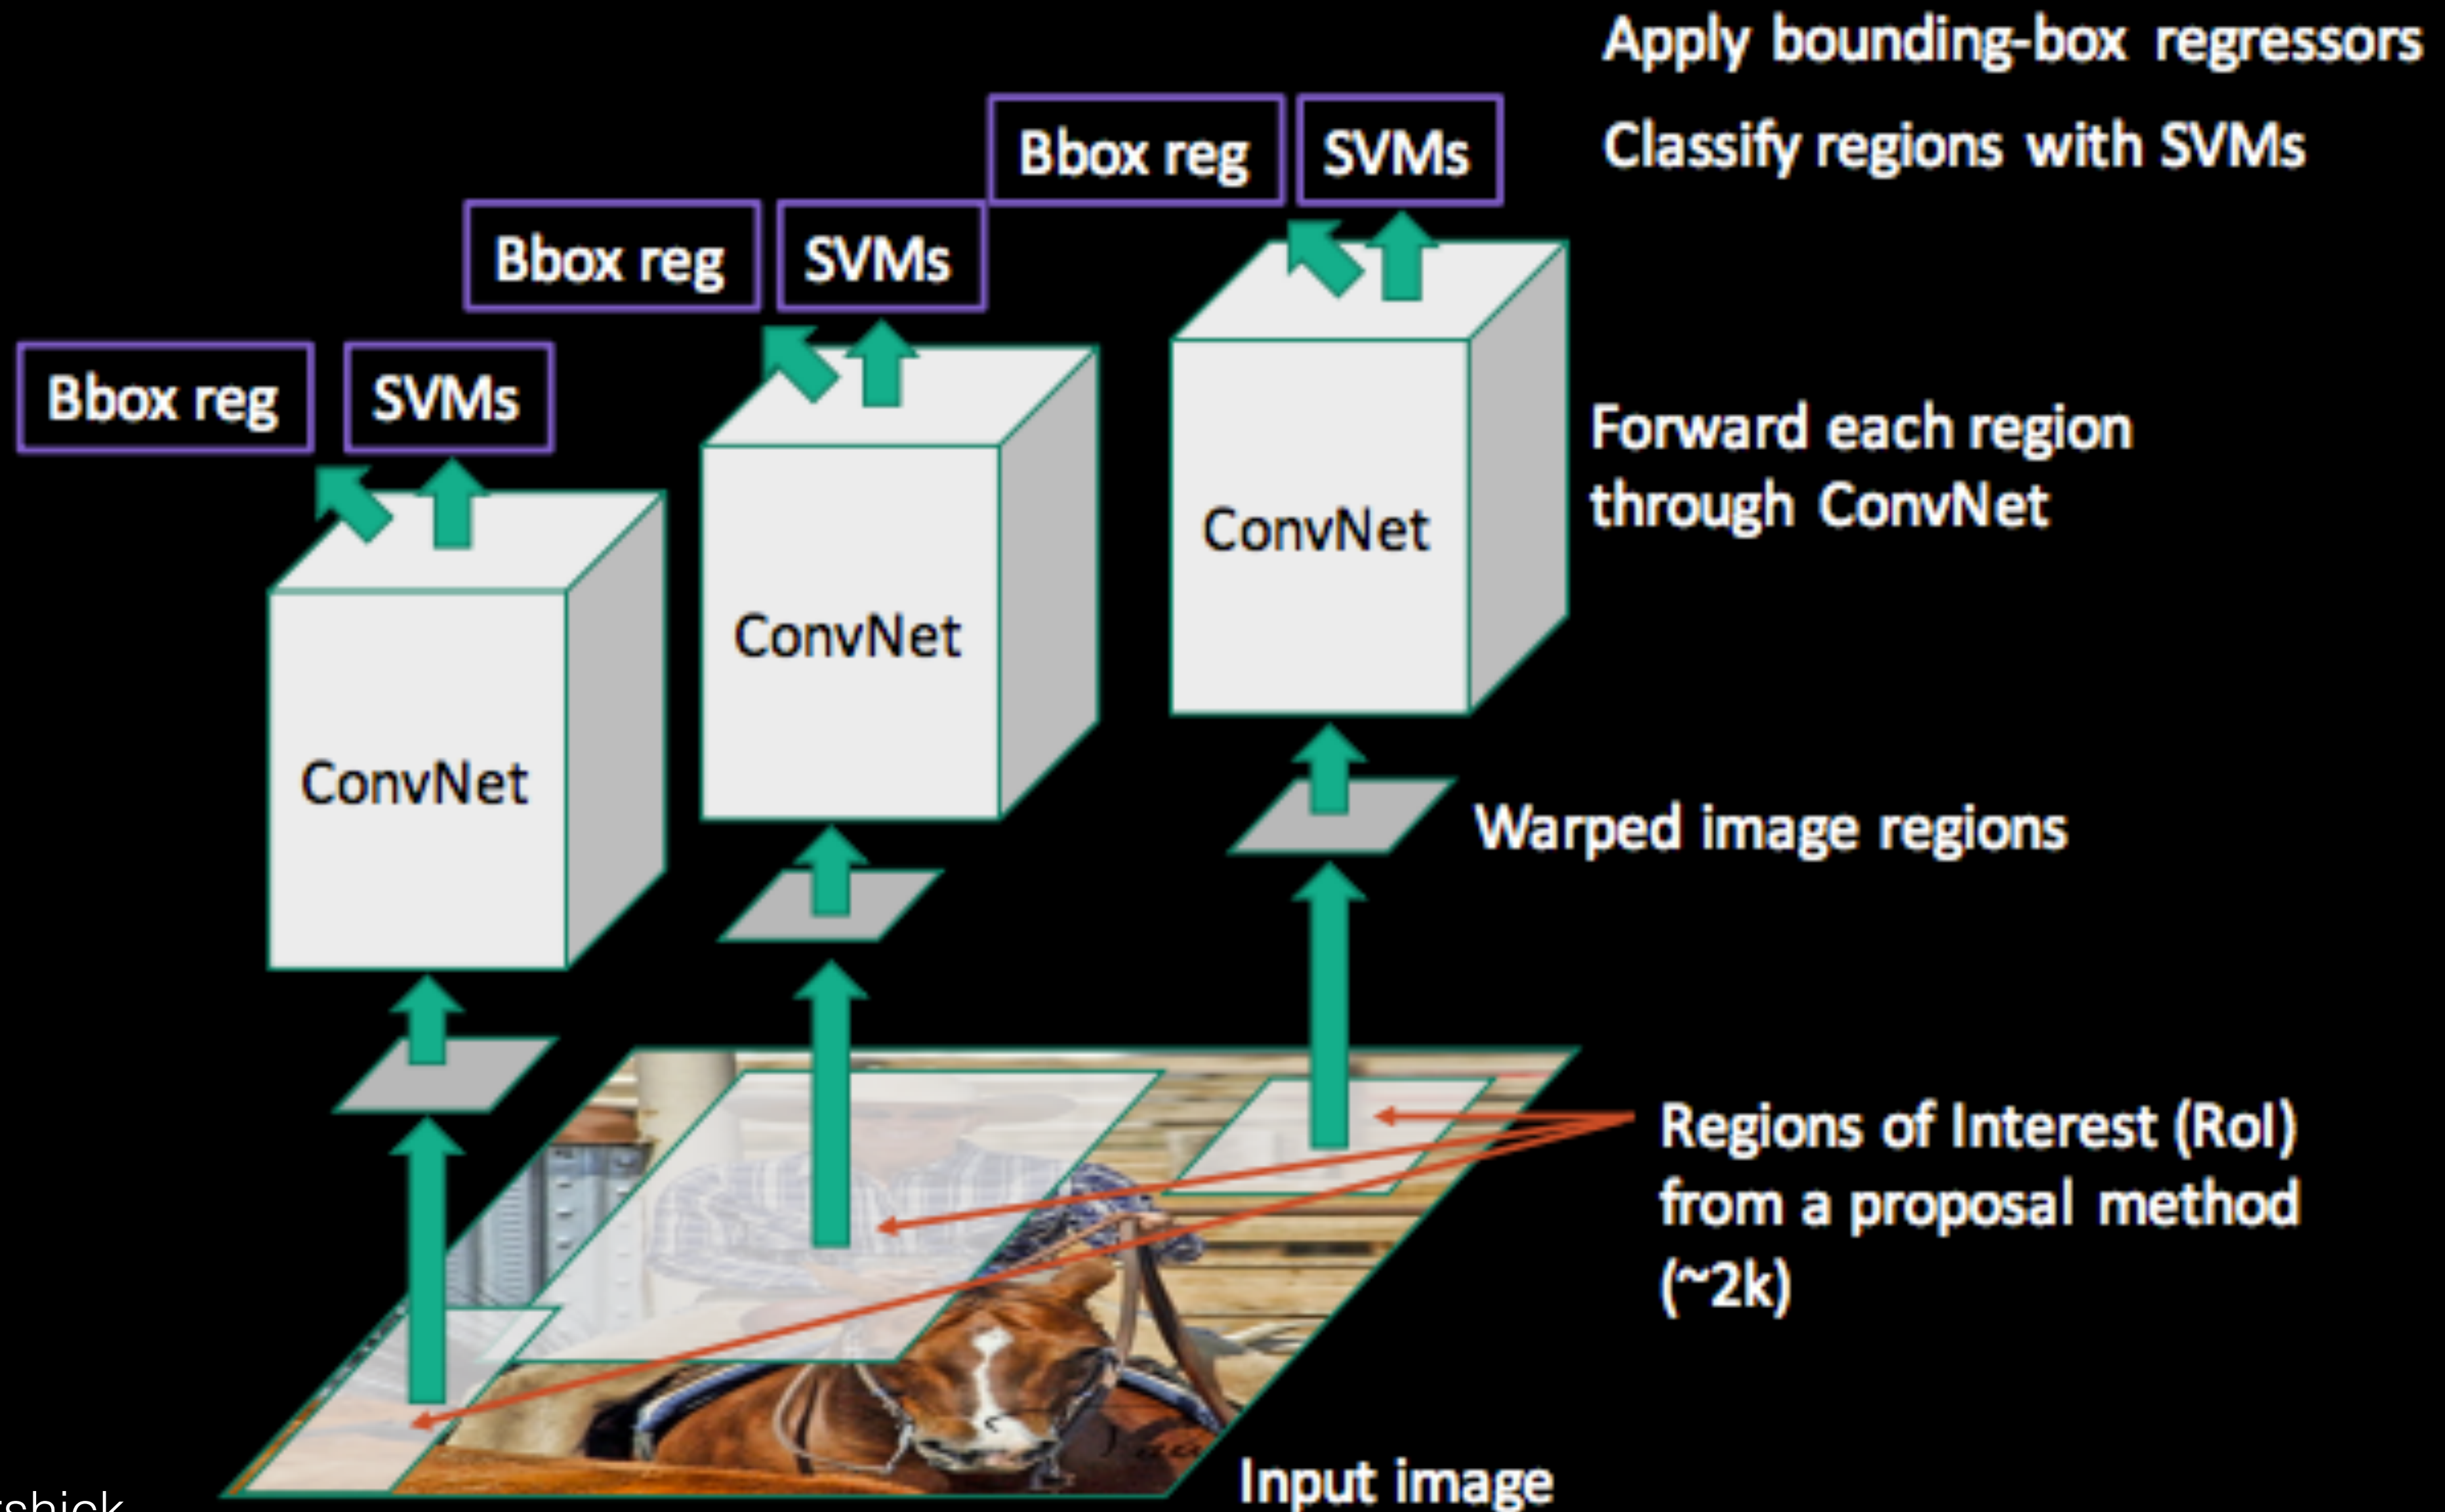 Apply bounding-box regressors
Bbox reg SVMs
Classify regions with SVMs
Bbox reg SVMs
Bbox reg SVMs
Forward each region
through ConvNet
ConvNet
ConvNet
ConvNet
Warped image regions
Regions of Interest (RoI)
from a proposal method
(~2k)
Input image